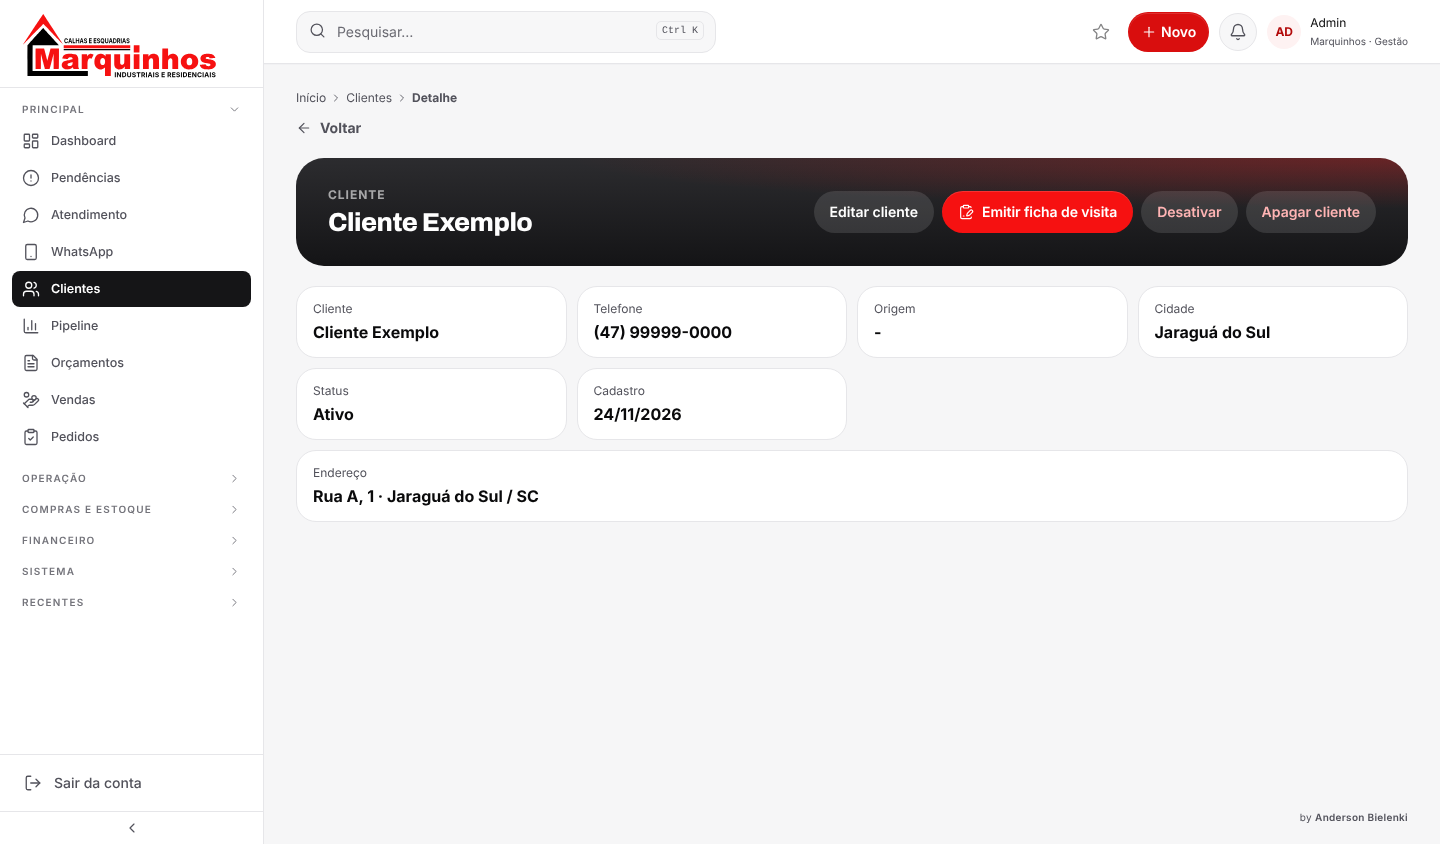 CALHAS E ESQUADRIAS
Marquinhos
INDUSTRIAIS E RESIDENCIAIS
PRINCIPAL
Dashboard
Pendências
Atendimento
WhatsApp
Clientes
Pipeline
Orçamentos
Vendas
Pedidos
OPERAÇÃO
COMPRAS E ESTOQUE
FINANCEIRO
SISTEMA
RECENTES
Sair da conta
Pesquisar...
Ctrl K
Novo
AD
Admin
Marquinhos · Gestão
Início > Clientes > Detalhe
Voltar
CLIENTE
Cliente Exemplo
Editar cliente
Emitir ficha de visita
Desativar
Apagar cliente
Cliente
Cliente Exemplo
Telefone
(47) 99999-0000
Origem
-
Cidade
Jaraguá do Sul
Status
Ativo
Cadastro
24/11/2026
Endereço
Rua A, 1 · Jaraguá do Sul / SC
by Anderson Bielenki